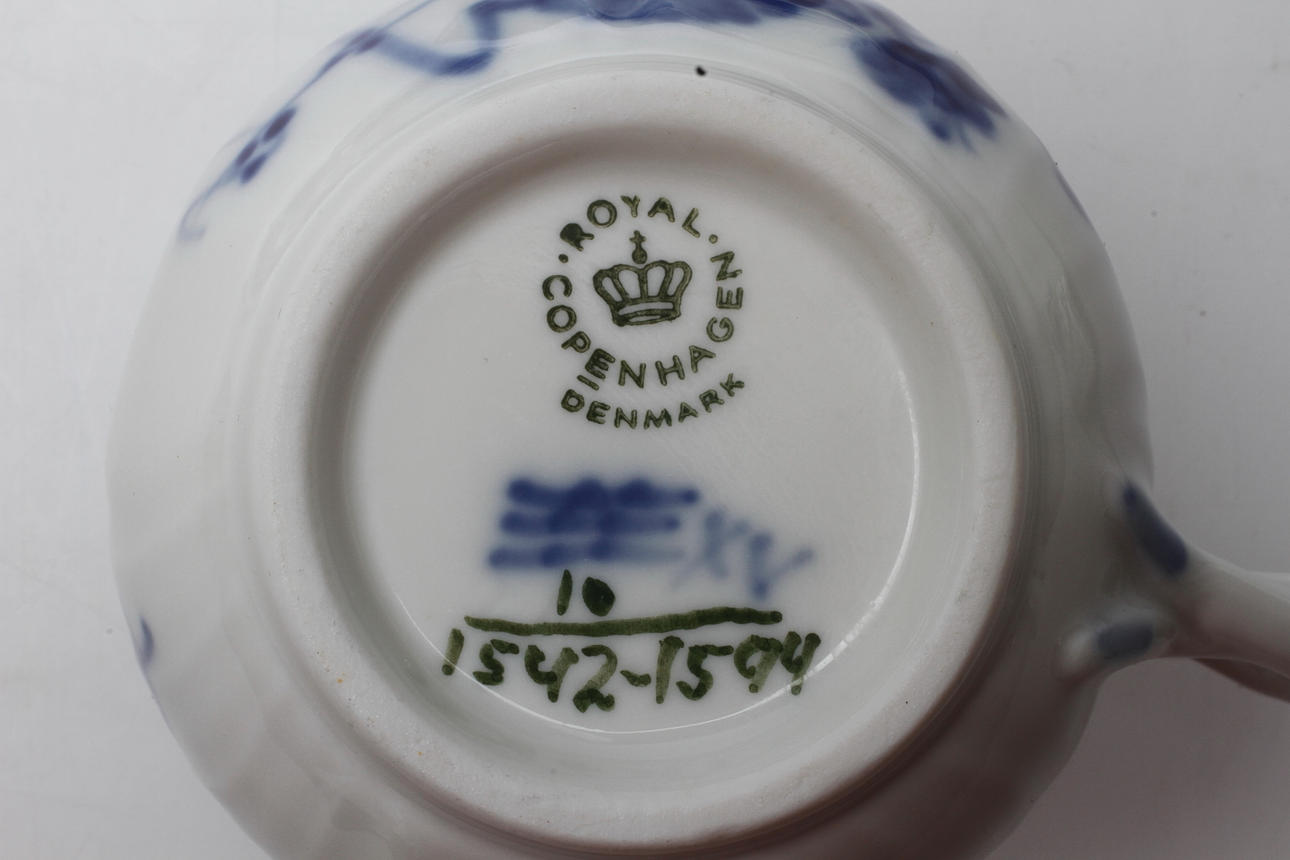 · ROYAL ·
COPENHAGEN
DENMARK
XV
10
1542-1594